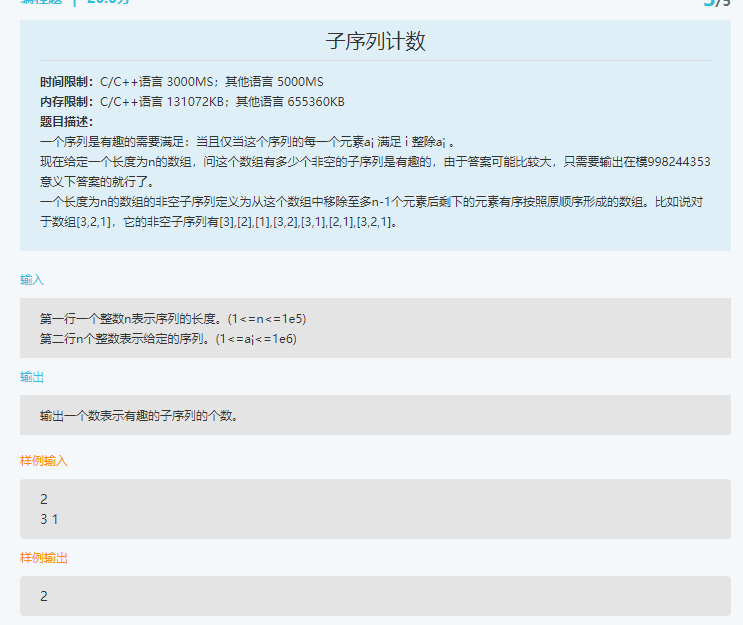 子序列计数
时间限制：C/C++语言 3000MS；其他语言 5000MS
内存限制：C/C++语言 131072KB；其他语言 655360KB
题目描述：
一个序列是有趣的需要满足：当且仅当这个序列的每一个元素aᵢ 满足 i 整除aᵢ 。
现在给定一个长度为n的数组，问这个数组有多少个非空的子序列是有趣的，由于答案可能比较大，只需要输出在模998244353
意义下答案的就行了。
一个长度为n的数组的非空子序列定义为从这个数组中移除至多n-1个元素后剩下的元素有序按照原顺序形成的数组。比如说对
于数组[3,2,1]，它的非空子序列有[3],[2],[1],[3,2],[3,1],[2,1],[3,2,1]。
输入
第一行一个整数n表示序列的长度。(1<=n<=1e5)
第二行n个整数表示给定的序列。(1<=aᵢ<=1e6)
输出
输出一个数表示有趣的子序列的个数。
样例输入
2
3 1
样例输出
2